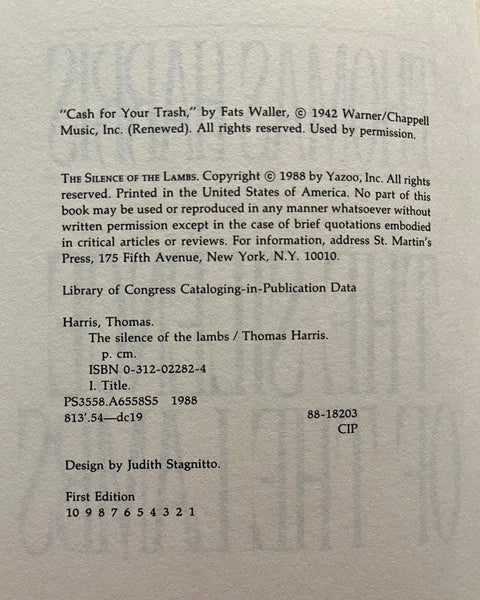 "Cash for Your Trash," by Fats Waller, © 1942 Warner/Chappell
Music, Inc. (Renewed). All rights reserved. Used by permission.
THE SILENCE OF THE LAMBS. Copyright © 1988 by Yazoo, Inc. All rights
reserved. Printed in the United States of America. No part of this
book may be used or reproduced in any manner whatsoever without
written permission except in the case of brief quotations embodied
in critical articles or reviews. For information, address St. Martin's
Press, 175 Fifth Avenue, New York, N.Y. 10010.
Library of Congress Cataloging-in-Publication Data
Harris, Thomas.
The silence of the lambs / Thomas Harris.
p. cm.
ISBN 0-312-02282-4
I. Title.
PS3558.A6558S5 1988
813'.54—dc19 88-18203
CIP
Design by Judith Stagnitto.
First Edition
10 9 8 7 6 5 4 3 2 1